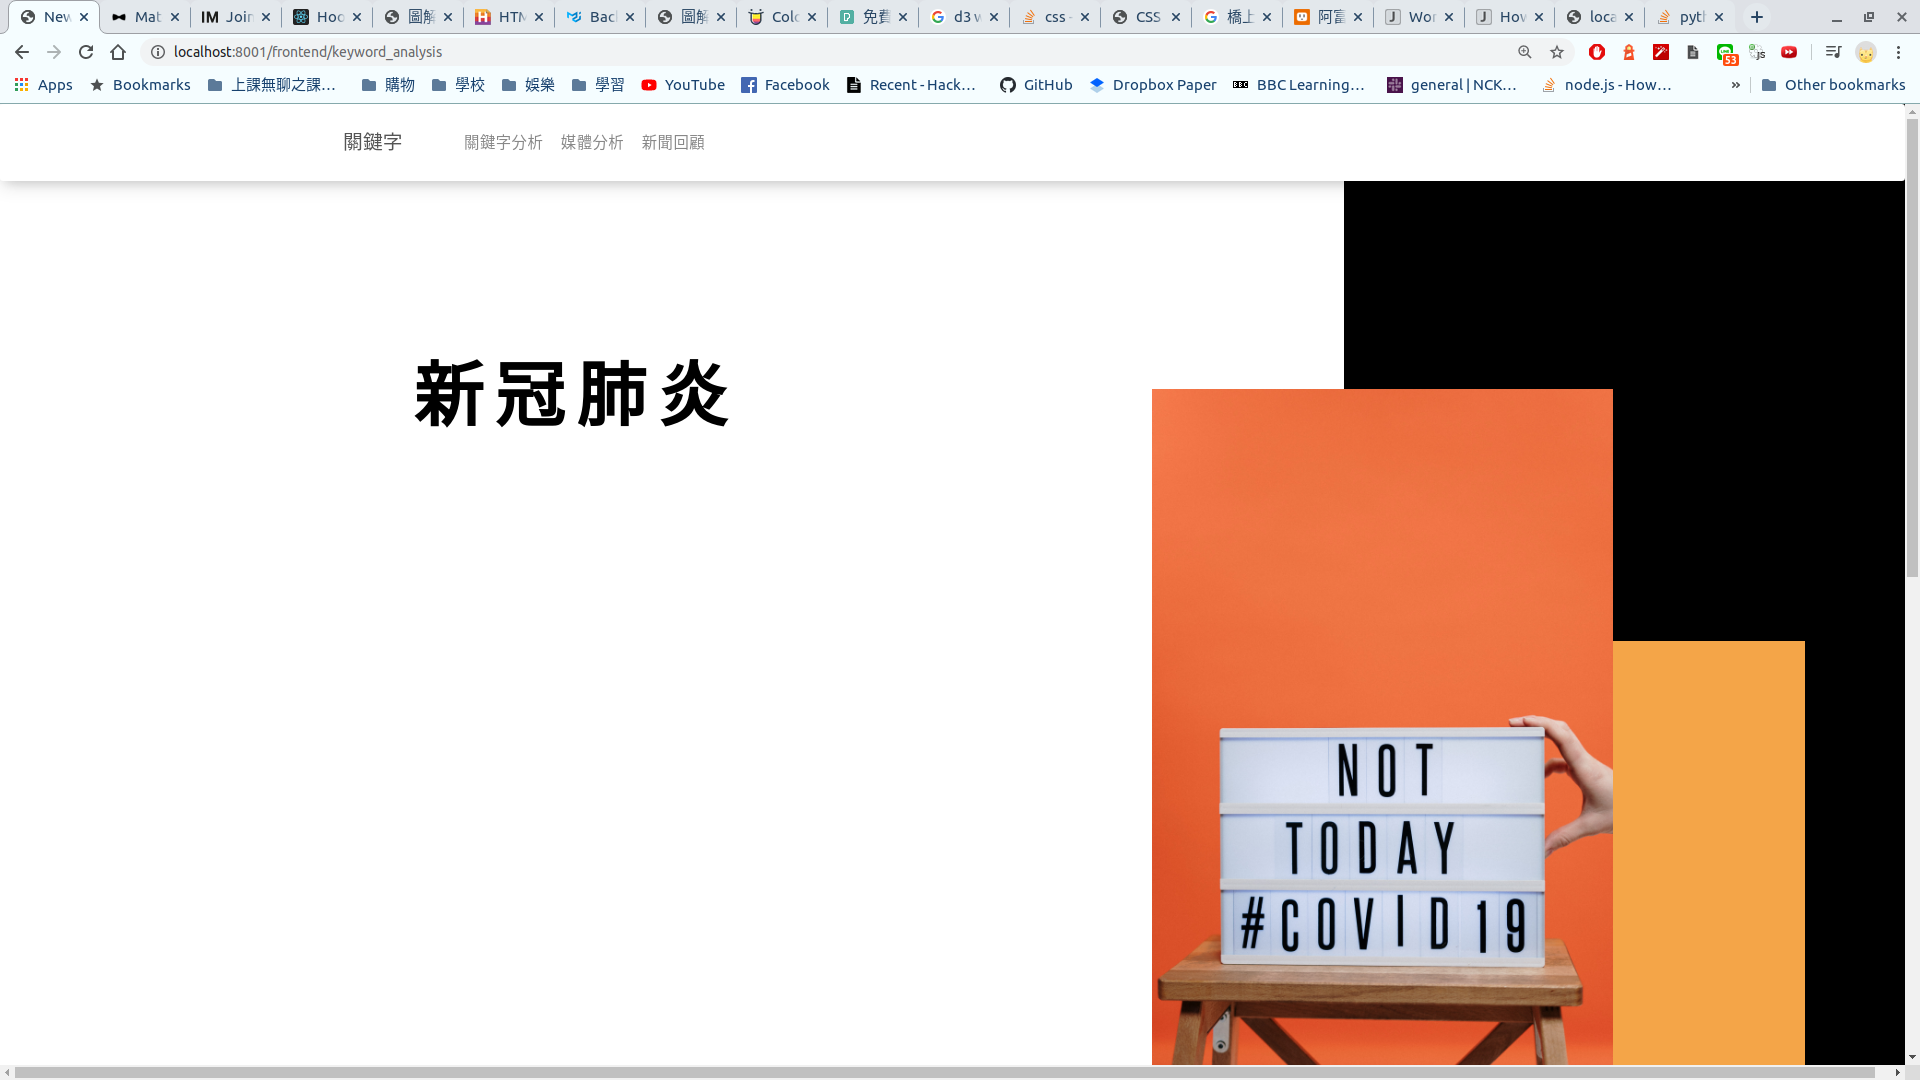 New
Mat
IM Join
Hoo
圖解
HTM
Bac
圖解
Colo
免費
d3 w
css -
CSS
橋上
阿富
Wor
How
loca
pyth
localhost:8001/frontend/keyword_analysis
53
js
Apps
Bookmarks
上課無聊之課…
購物
學校
娛樂
學習
YouTube
Facebook
Recent - Hack…
GitHub
Dropbox Paper
BBC Learning…
general | NCK…
node.js - How…
»
Other bookmarks
關鍵字
關鍵字分析
媒體分析
新聞回顧
新冠肺炎
NOT
TODAY
#COVID19